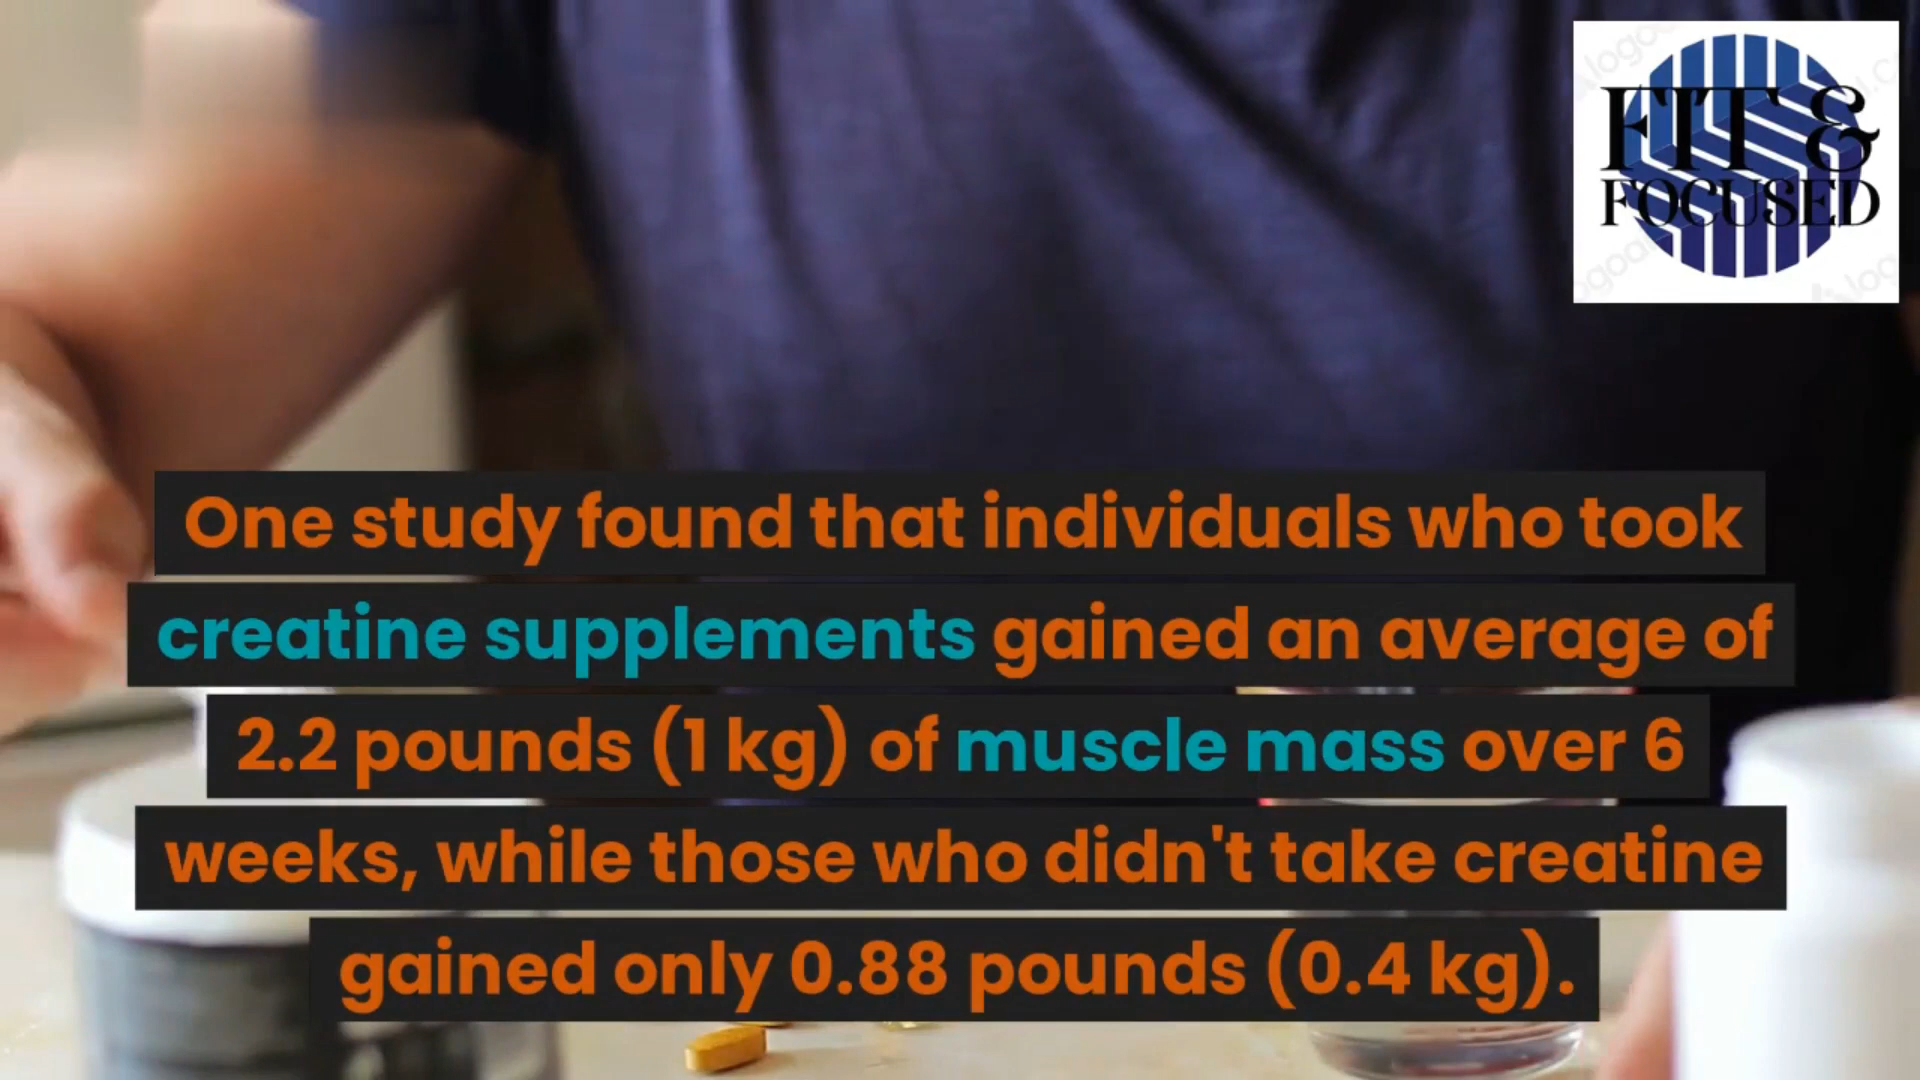 FIT &
FOCUSED
One study found that individuals who took
creatine supplements gained an average of
2.2 pounds (1 kg) of muscle mass over 6
weeks, while those who didn't take creatine
gained only 0.88 pounds (0.4 kg).